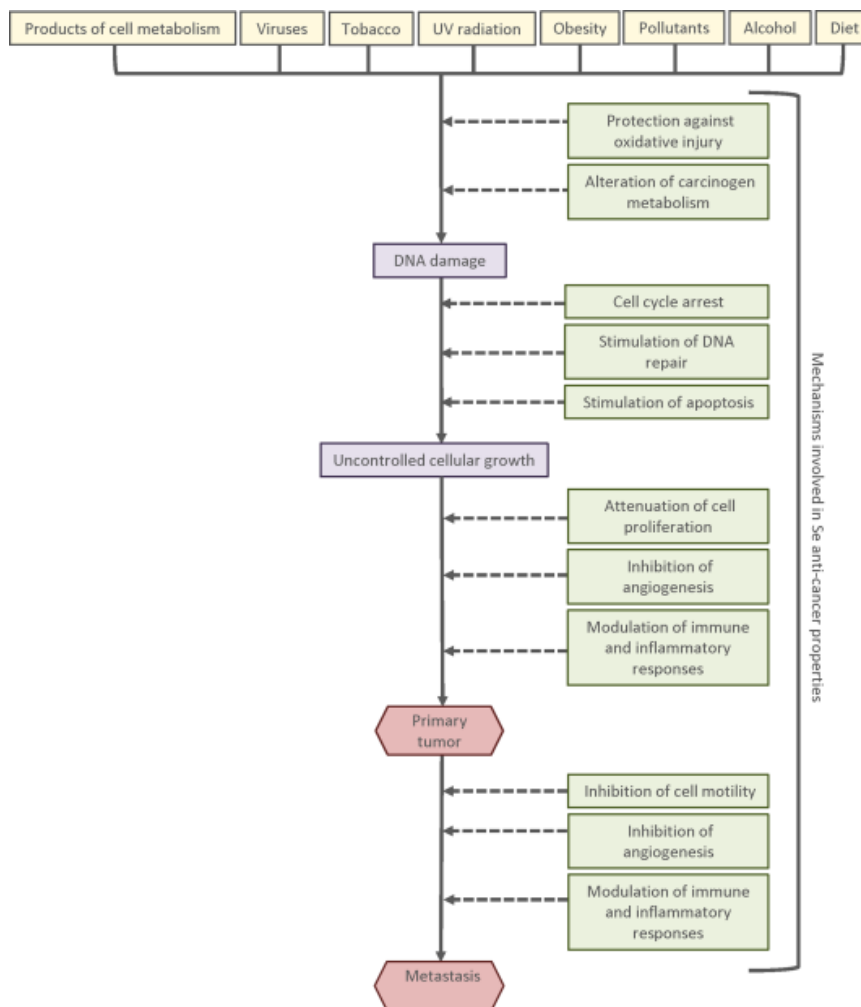 Products of cell metabolism
Viruses
Tobacco
UV radiation
Obesity
Pollutants
Alcohol
Diet
Protection against
oxidative injury
Alteration of carcinogen
metabolism
DNA damage
Cell cycle arrest
Stimulation of DNA
repair
Stimulation of apoptosis
Uncontrolled cellular growth
Attenuation of cell
proliferation
Inhibition of
angiogenesis
Modulation of immune
and inflammatory
responses
Primary
tumor
Inhibition of cell motility
Inhibition of
angiogenesis
Modulation of immune
and inflammatory
responses
Metastasis
Mechanisms involved in Se anti-cancer properties